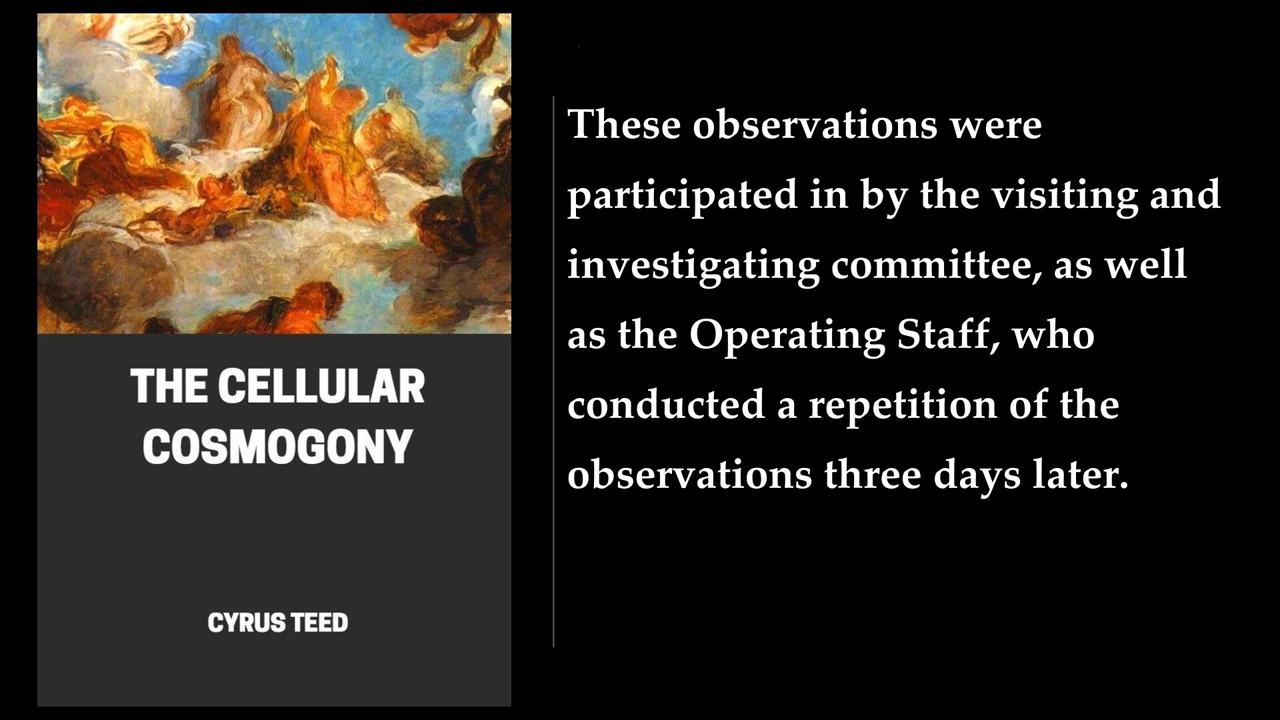 THE CELLULAR
COSMOGONY
CYRUS TEED
These observations were
participated in by the visiting and
investigating committee, as well
as the Operating Staff, who
conducted a repetition of the
observations three days later.